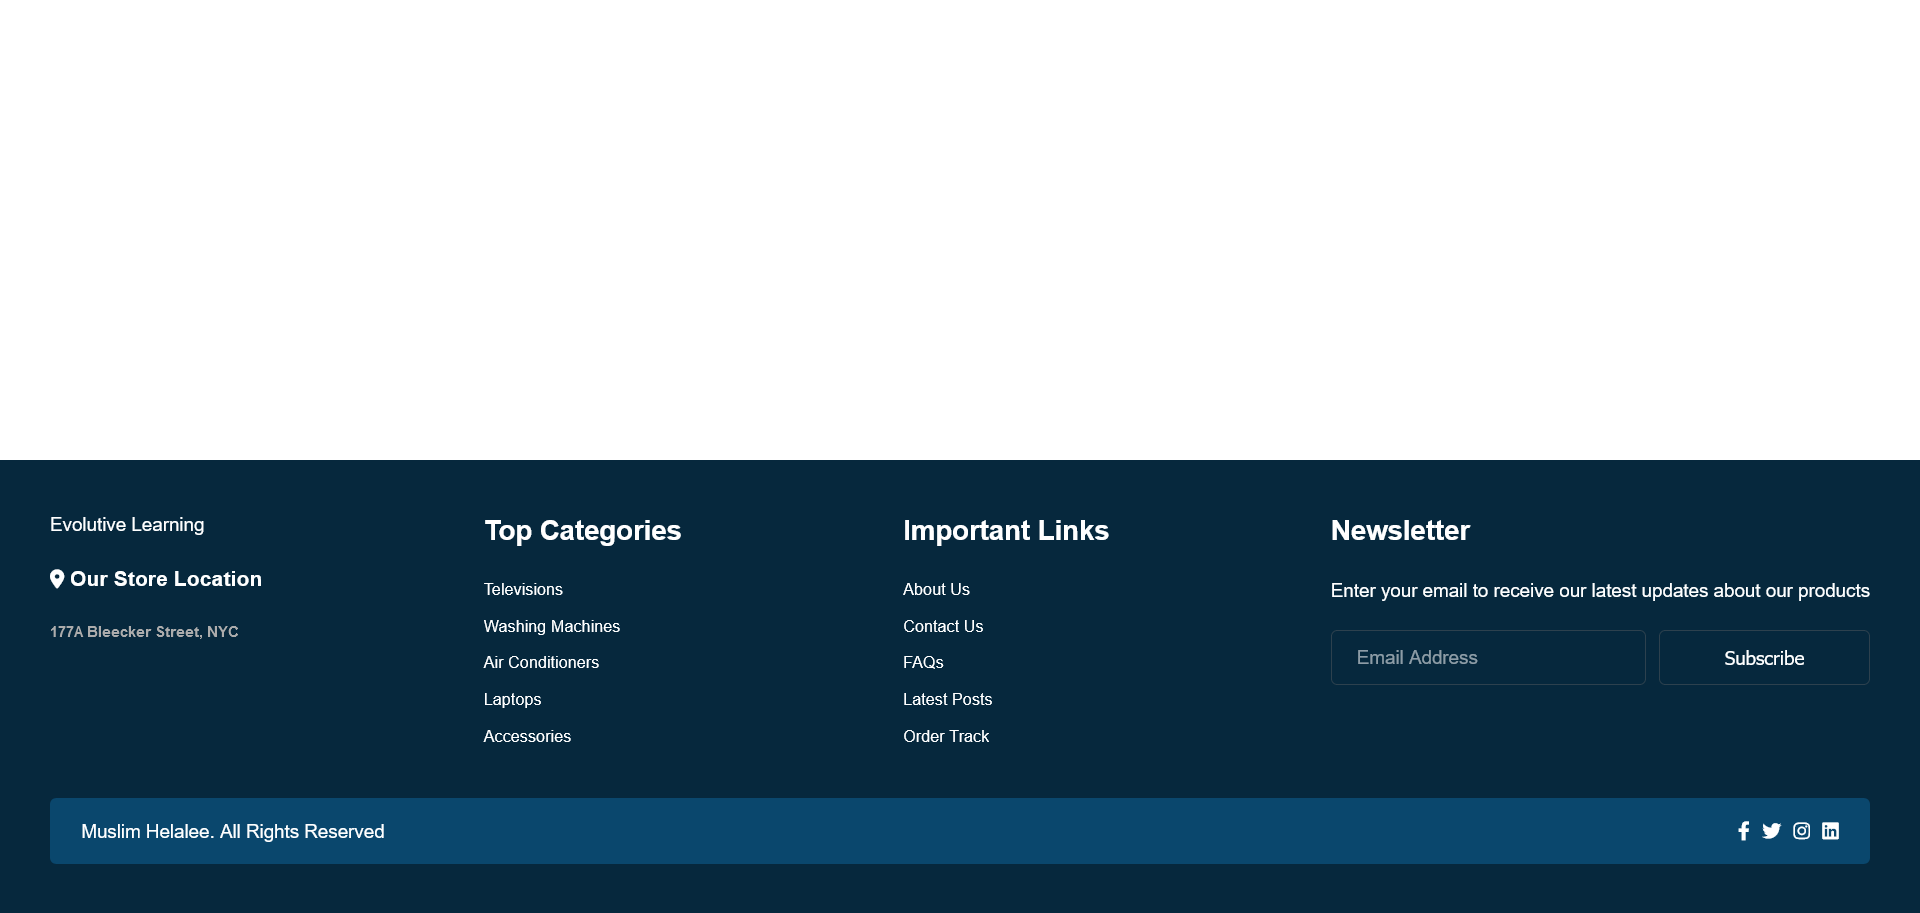 Evolutive Learning
Our Store Location
177A Bleecker Street, NYC
Top Categories
Televisions
Washing Machines
Air Conditioners
Laptops
Accessories
Important Links
About Us
Contact Us
FAQs
Latest Posts
Order Track
Newsletter
Enter your email to receive our latest updates about our products
Email Address
Subscribe
Muslim Helalee. All Rights Reserved